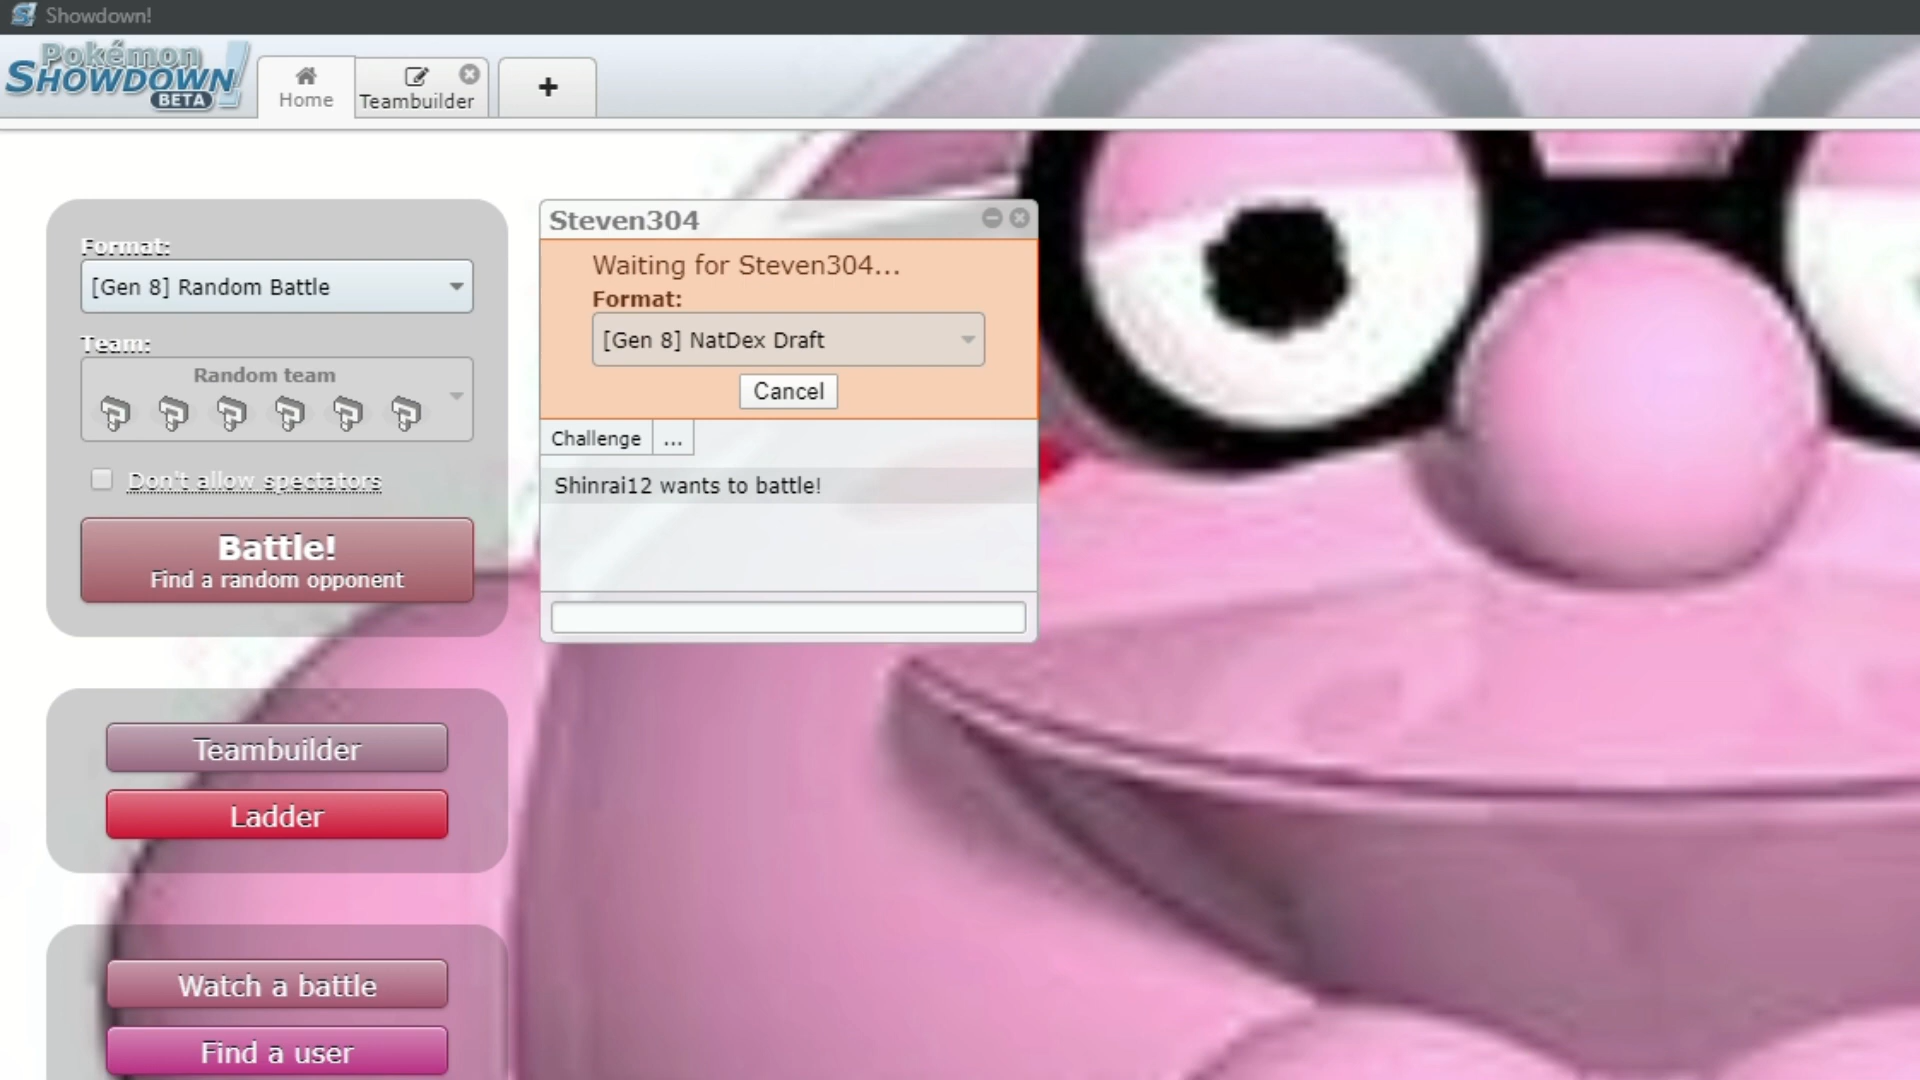 Showdown!
Pokémon
SHOWDOWN!
BETA
Home
Teambuilder
+
Format:
[Gen 8] Random Battle
Team:
Random team
Don't allow spectators
Battle!
Find a random opponent
Teambuilder
Ladder
Watch a battle
Find a user
Steven304
Waiting for Steven304...
Format:
[Gen 8] NatDex Draft
Cancel
Challenge
...
Shinrai12 wants to battle!